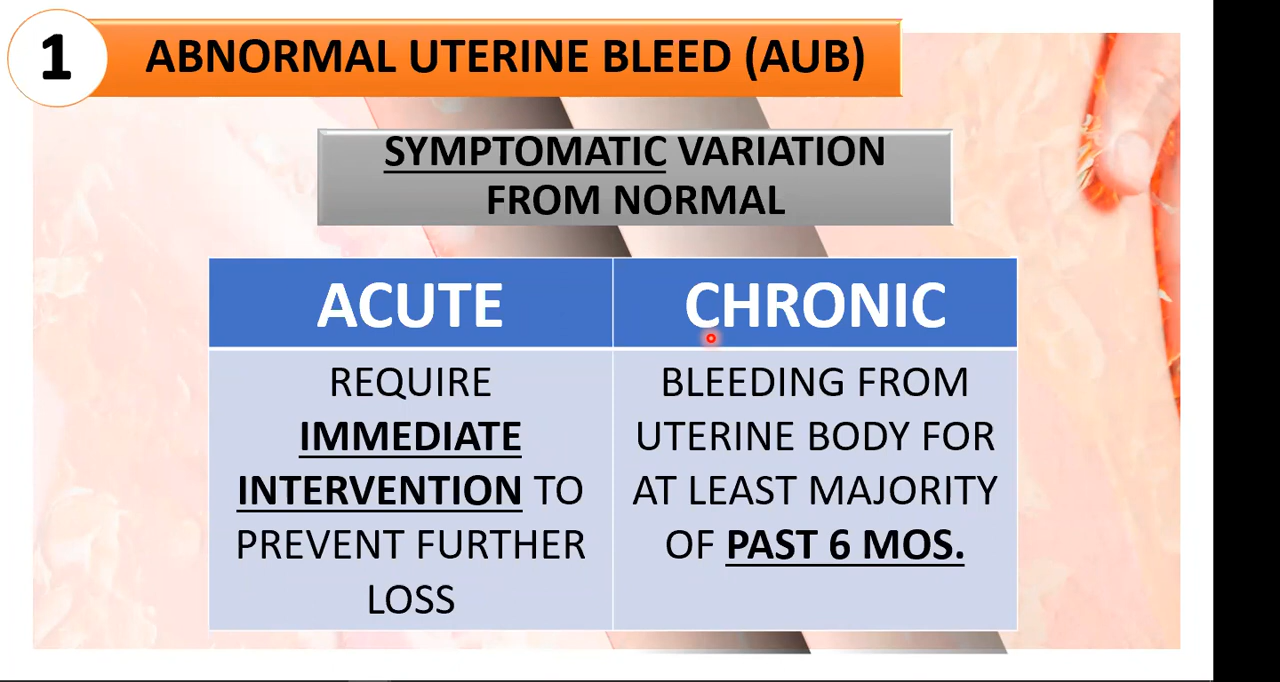 1
ABNORMAL UTERINE BLEED (AUB)
SYMPTOMATIC VARIATION
FROM NORMAL
ACUTE
CHRONIC
REQUIRE
IMMEDIATE
INTERVENTION TO
PREVENT FURTHER
LOSS
BLEEDING FROM
UTERINE BODY FOR
AT LEAST MAJORITY
OF PAST 6 MOS.